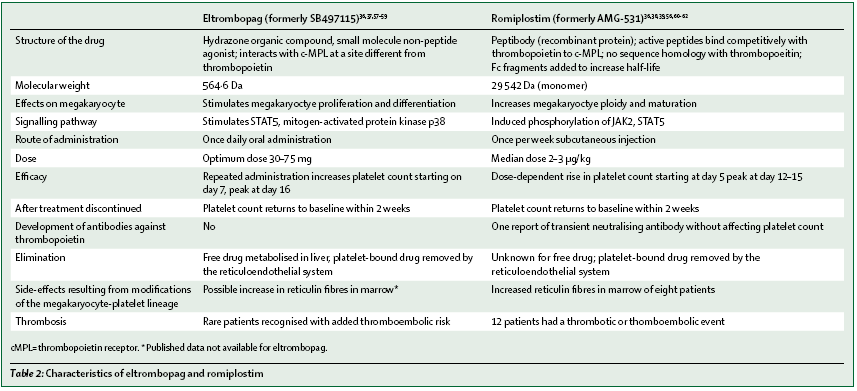 Eltrombopag (formerly SB497115)36,37,57–59
Romiplostim (formerly AMG-531)36,38,39,56,60–62
Structure of the drug
Hydrazone organic compound, small molecule non-peptide
agonist; interacts with c-MPL at a site different from
thrombopoietin
Peptibody (recombinant protein); active peptides bind competitively with
thrombopoietin to c-MPL; no sequence homology with thrombopoeitin;
Fc fragments added to increase half-life
Molecular weight
564·6 Da
29 542 Da (monomer)
Effects on megakaryocyte
Stimulates megakaryoctye proliferation and differentiation
Increases megakaryoctye ploidy and maturation
Signalling pathway
Stimulates STAT5, mitogen-activated protein kinase p38
Induced phosphorylation of JAK2, STAT5
Route of administration
Once daily oral administration
Once per week subcutaneous injection
Dose
Optimum dose 30–75 mg
Median dose 2–3 μg/kg
Efficacy
Repeated administration increases platelet count starting on
day 7, peak at day 16
Dose-dependent rise in platelet count starting at day 5 peak at day 12–15
After treatment discontinued
Platelet count returns to baseline within 2 weeks
Platelet count returns to baseline within 2 weeks
Development of antibodies against
thrombopoietin
No
One report of transient neutralising antibody without affecting platelet count
Elimination
Free drug metabolised in liver, platelet-bound drug removed by
the reticuloendothelial system
Unknown for free drug; platelet-bound drug removed by the
reticuloendothelial system
Side-effects resulting from modifications
of the megakaryocyte-platelet lineage
Possible increase in reticulin fibres in marrow*
Increased reticulin fibres in marrow of eight patients
Thrombosis
Rare patients recognised with added thromboembolic risk
12 patients had a thrombotic or thomboembolic event
cMPL=thrombopoietin receptor. *Published data not available for eltrombopag.
Table 2: Characteristics of eltrombopag and romiplostim